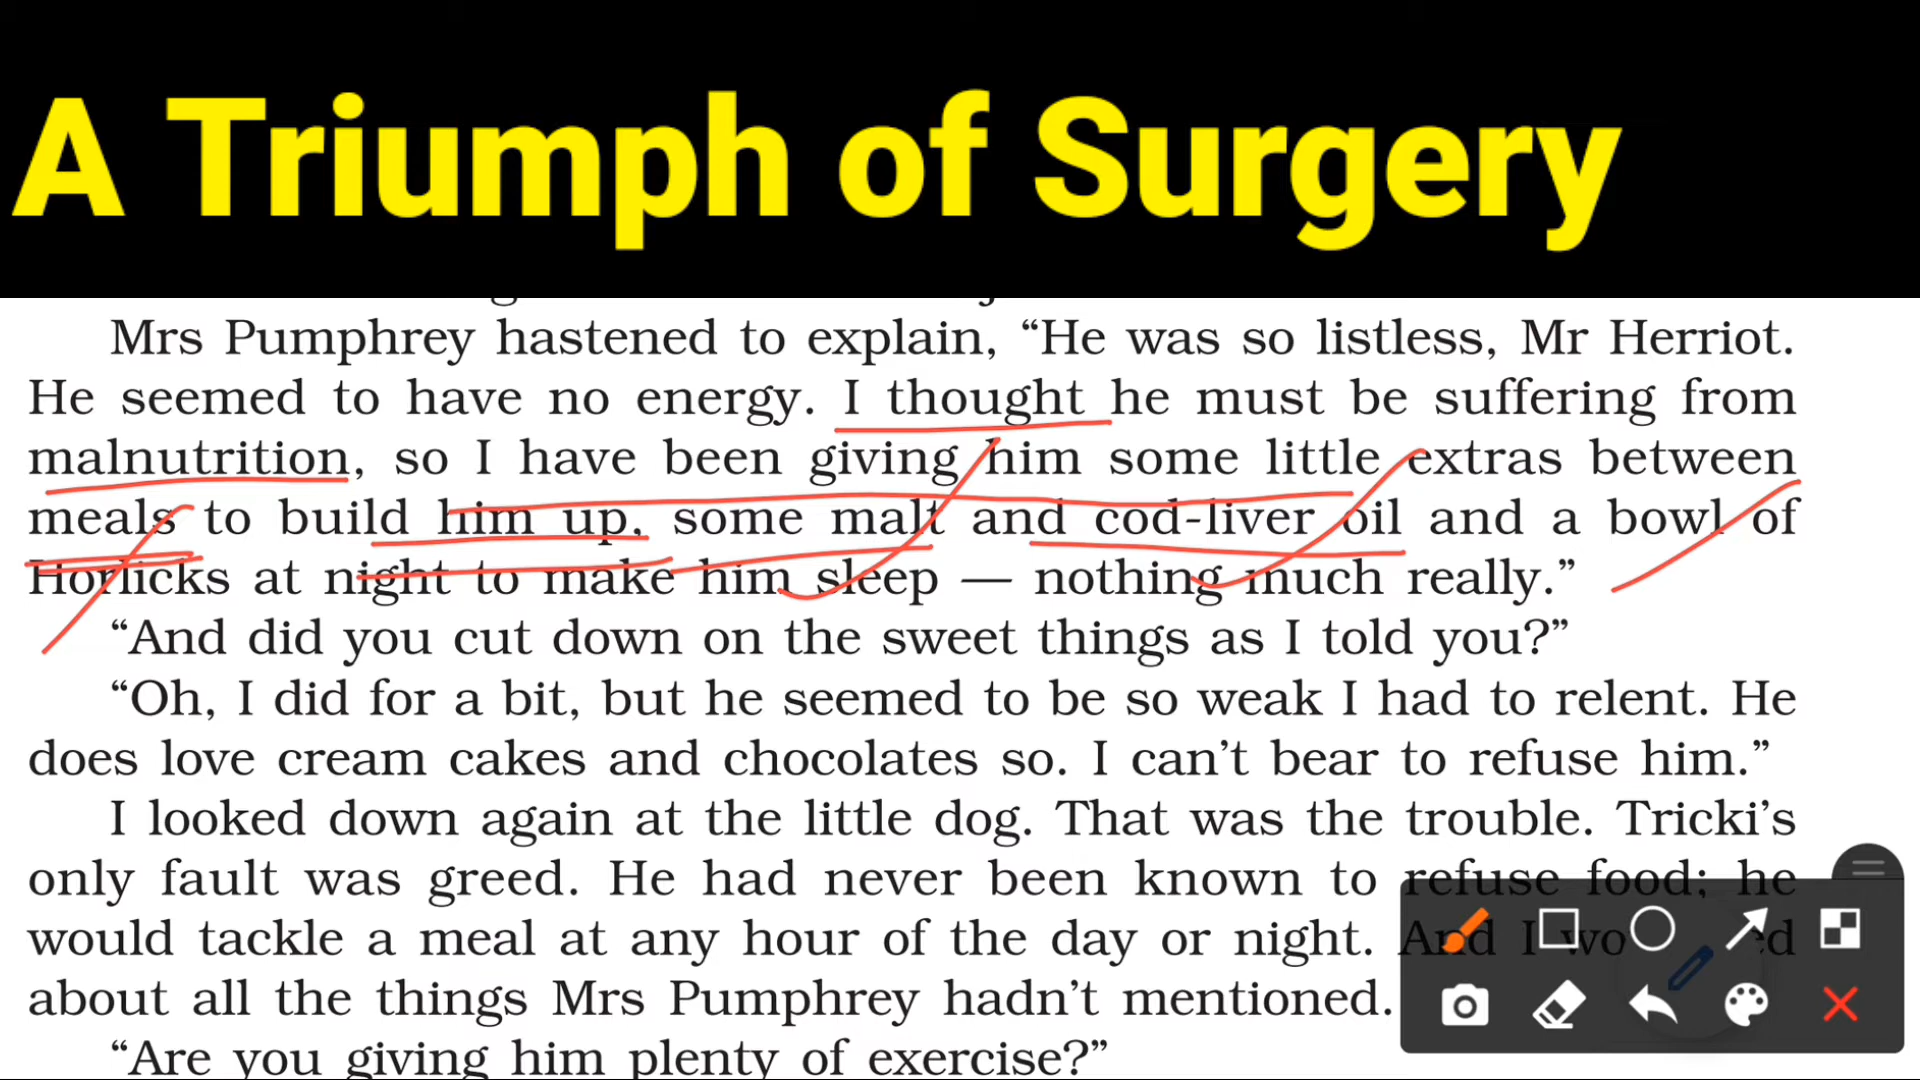 A Triumph of Surgery
Mrs Pumphrey hastened to explain, “He was so listless, Mr Herriot.
He seemed to have no energy. I thought he must be suffering from
malnutrition, so I have been giving him some little extras between
meals to build him up, some malt and cod-liver oil and a bowl of
Horlicks at night to make him sleep — nothing much really.”
“And did you cut down on the sweet things as I told you?”
“Oh, I did for a bit, but he seemed to be so weak I had to relent. He
does love cream cakes and chocolates so. I can’t bear to refuse him.”
I looked down again at the little dog. That was the trouble. Tricki’s
only fault was greed. He had never been known to refuse food; he
would tackle a meal at any hour of the day or night. And I
about all the things Mrs Pumphrey hadn’t mentioned.
“Are you giving him plenty of exercise?”